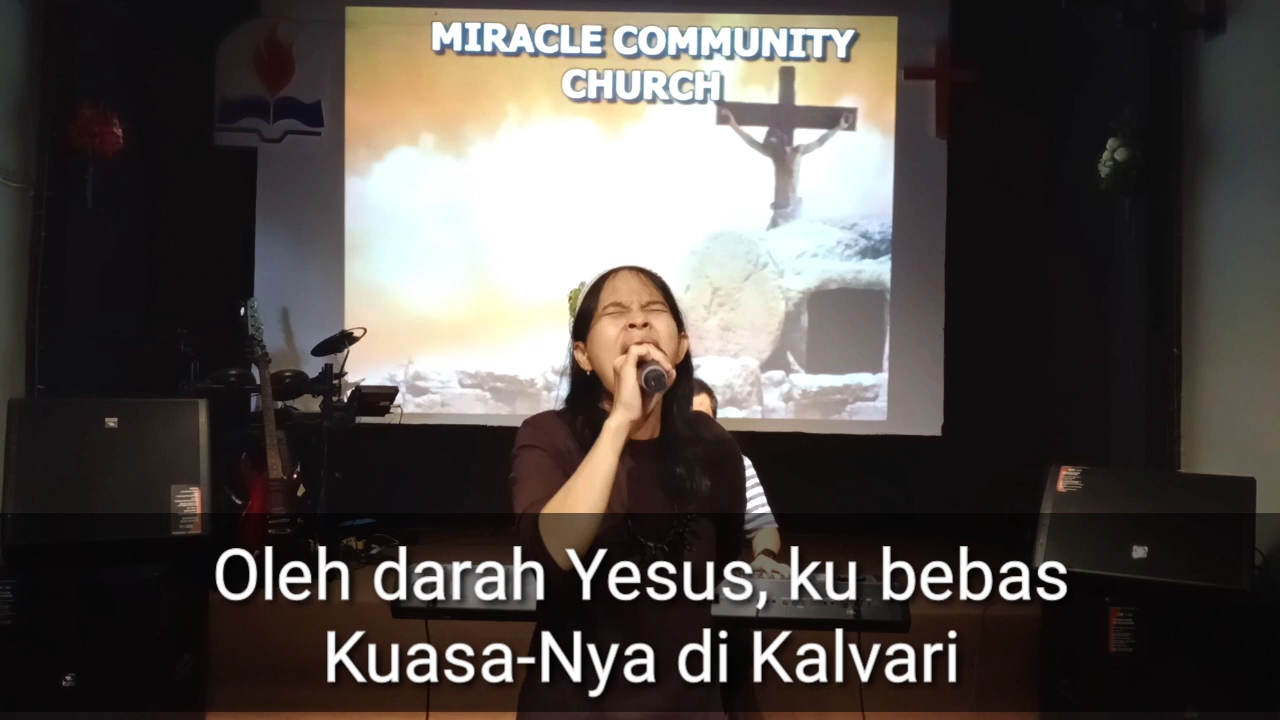 MIRACLE COMMUNITY
CHURCH
Oleh darah Yesus, ku bebas
Kuasa-Nya di Kalvari